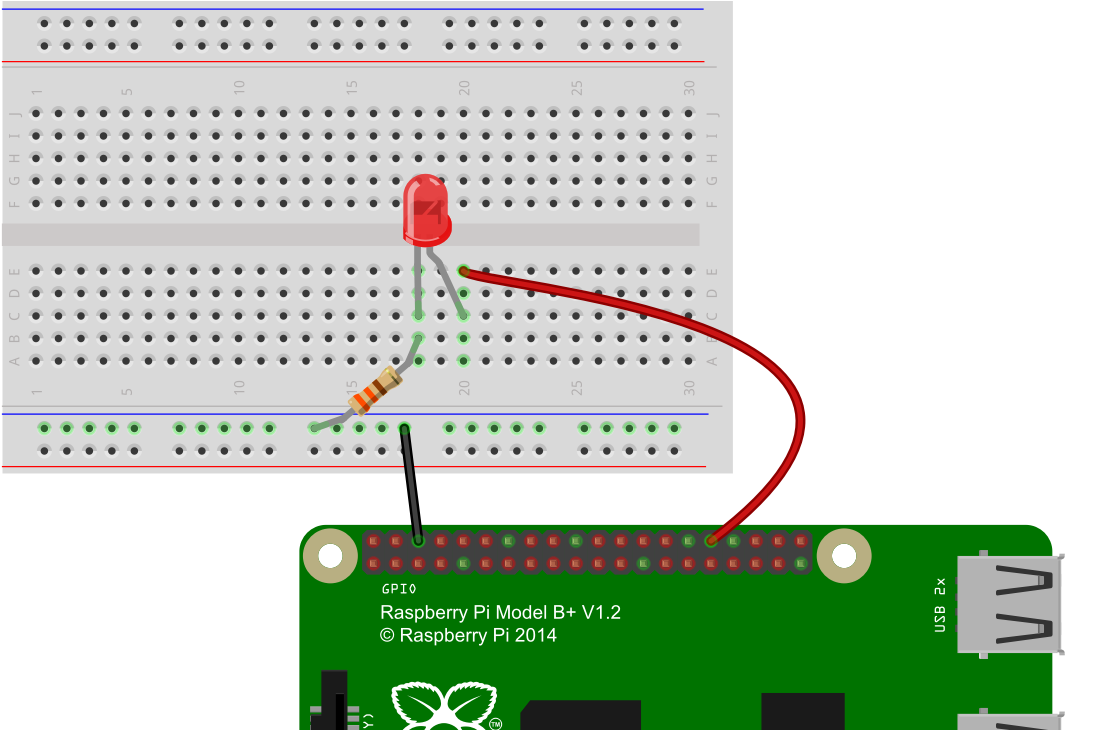 1 5 10 15 20 25 30
J J
I I
H H
G G
F F
E E
D D
C C
B B
A A
1 5 10 15 20 25 30
GPIO
Raspberry Pi Model B+ V1.2
© Raspberry Pi 2014
USB 2x
TM